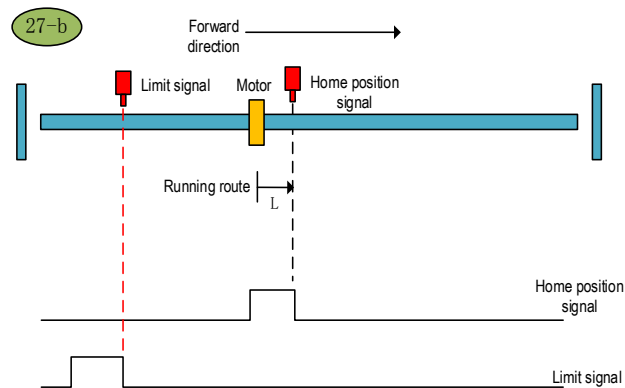 27-b
Forward
direction
Limit signal
Motor
Home position
signal
Running route
L
Home position
signal
Limit signal